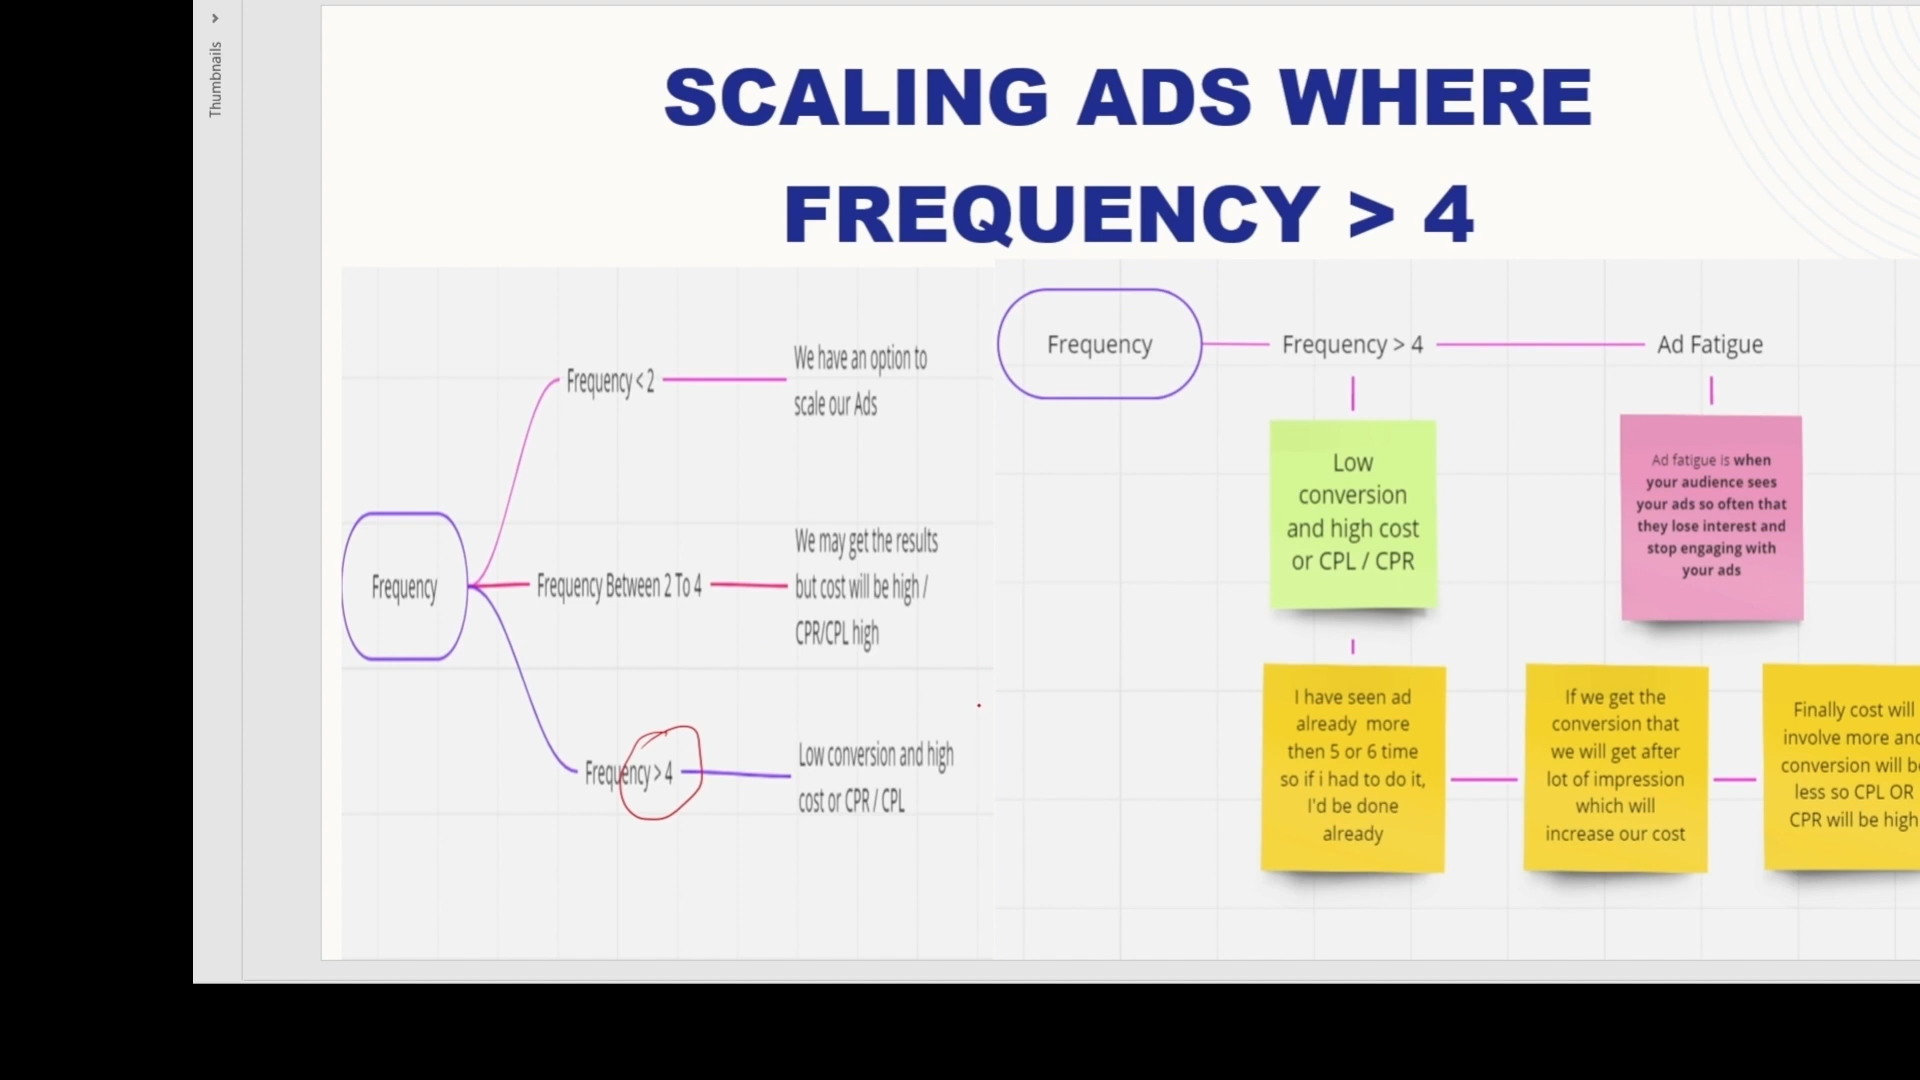 Thumbnails
SCALING ADS WHERE
FREQUENCY > 4
Frequency
Frequency < 2
We have an option to
scale our Ads
Frequency Between 2 To 4
We may get the results
but cost will be high /
CPR/CPL high
Frequency > 4
Low conversion and high
cost or CPR / CPL
Frequency
Frequency > 4
Ad Fatigue
Low
conversion
and high cost
or CPL / CPR
Ad fatigue is when
your audience sees
your ads so often that
they lose interest and
stop engaging with
your ads
I have seen ad
already more
then 5 or 6 time
so if i had to do it,
I'd be done
already
If we get the
conversion that
we will get after
lot of impression
which will
increase our cost
Finally cost will
involve more and
conversion will be
less so CPL OR
CPR will be high